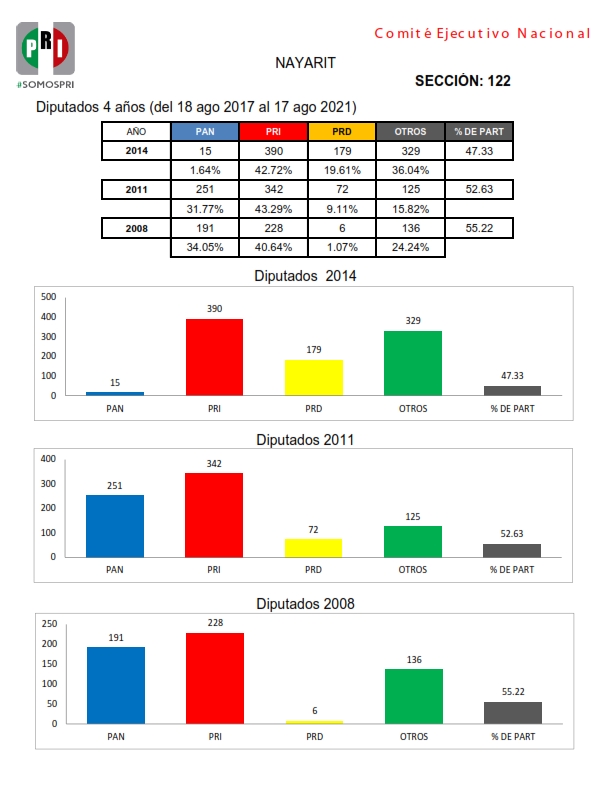 Comité Ejecutivo Nacional
PRI
#SOMOSPRI
NAYARIT
SECCIÓN: 122
Diputados 4 años (del 18 ago 2017 al 17 ago 2021)
AÑO PAN PRI PRD OTROS % DE PART
2014 15 390 179 329 47.33
1.64% 42.72% 19.61% 36.04%
2011 251 342 72 125 52.63
31.77% 43.29% 9.11% 15.82%
2008 191 228 6 136 55.22
34.05% 40.64% 1.07% 24.24%
Diputados 2014
500
400
300
200
100
0
15 390 179 329 47.33
PAN PRI PRD OTROS % DE PART
Diputados 2011
400
300
200
100
0
251 342 72 125 52.63
PAN PRI PRD OTROS % DE PART
Diputados 2008
250
200
150
100
50
0
191 228 6 136 55.22
PAN PRI PRD OTROS % DE PART